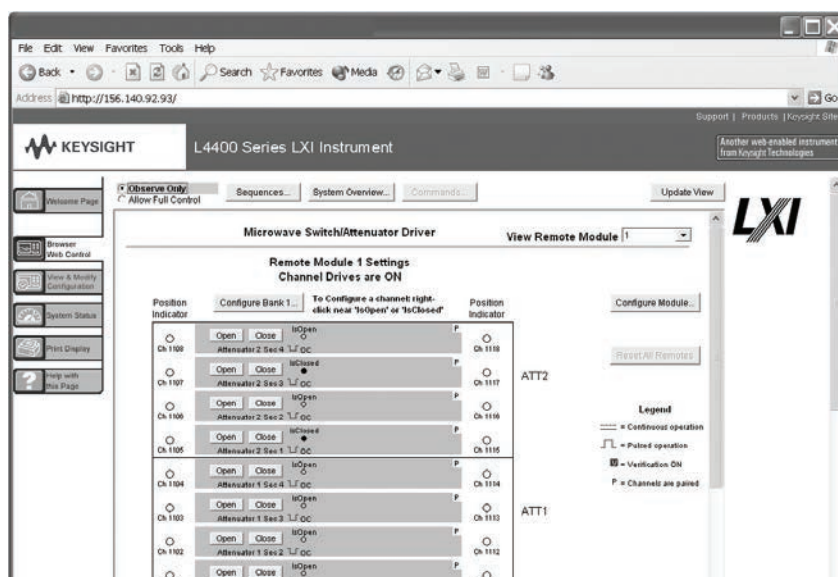 File Edit View Favorites Tools Help
Back Search Favorites Media
Address http://156.140.92.93/ Go
Support | Products | Keysight Site
KEYSIGHT L4400 Series LXI Instrument
Another web-enabled instrument
from Keysight Technologies
Welcome Page
Browser
Web Control
View & Modify
Configuration
System Status
Print Display
Help with
this Page
Observe Only
Allow Full Control
Sequences... System Overview... Commands... Update View
LXI
Microwave Switch/Attenuator Driver
View Remote Module 1
Remote Module 1 Settings
Channel Drives are ON
Position
Indicator
Configure Bank 1...
To Configure a channel: right-
click near 'IsOpen' or 'IsClosed'
Position
Indicator
Configure Module...
Reset All Remotes
Ch 1108 Open Close IsOpen P Ch 1118
Attenuator 2 Sec 4 OC
Ch 1107 Open Close IsClosed P Ch 1117
Attenuator 2 Sec 3 OC
ATT2
Ch 1106 Open Close IsOpen P Ch 1116
Attenuator 2 Sec 2 OC
Ch 1105 Open Close IsClosed P Ch 1115
Attenuator 2 Sec 1 OC
Ch 1104 Open Close IsOpen P Ch 1114
Attenuator 1 Sec 4 OC
Ch 1103 Open Close IsOpen P Ch 1113
Attenuator 1 Sec 3 OC
ATT1
Ch 1102 Open Close IsOpen P Ch 1112
Attenuator 1 Sec 2 OC
Open Close IsOpen P
Legend
= Continuous operation
= Pulsed operation
= Verification ON
P = Channels are paired